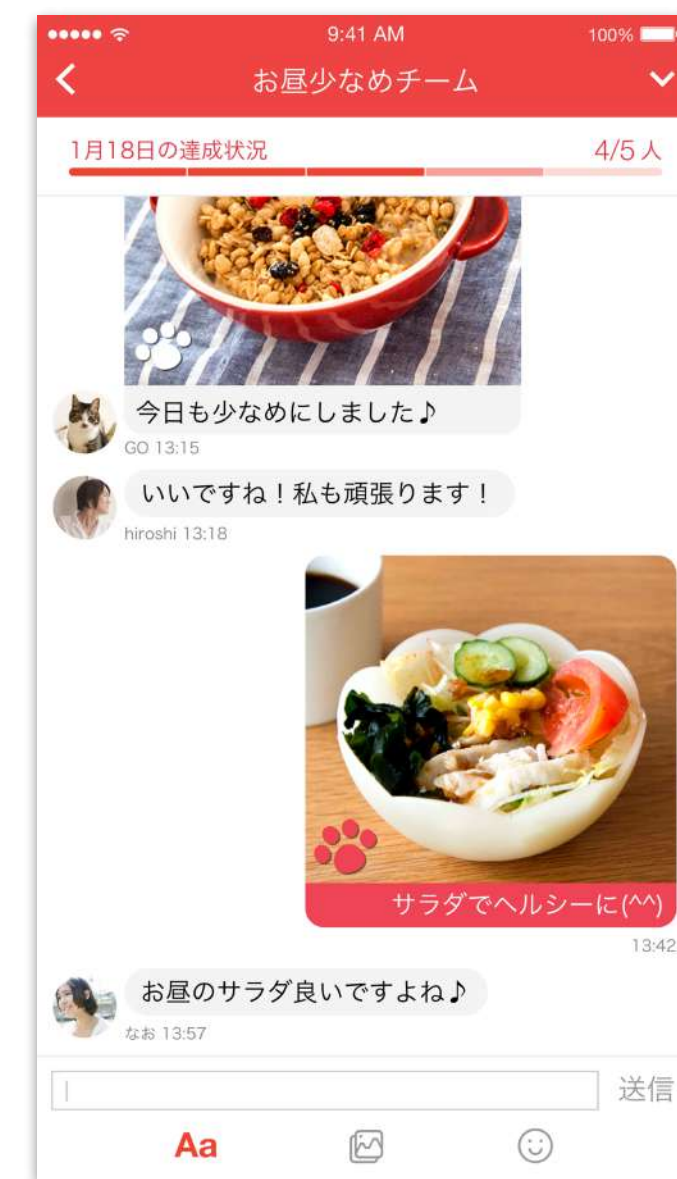 9:41 AM
100%
お昼少なめチーム
1月18日の達成状況
4/5 人
今日も少なめにしました♪
GO 13:15
いいですね！私も頑張ります！
hiroshi 13:18
サラダでヘルシーに(^^)
13:42
お昼のサラダ良いですよね♪
なお 13:57
送信
Aa